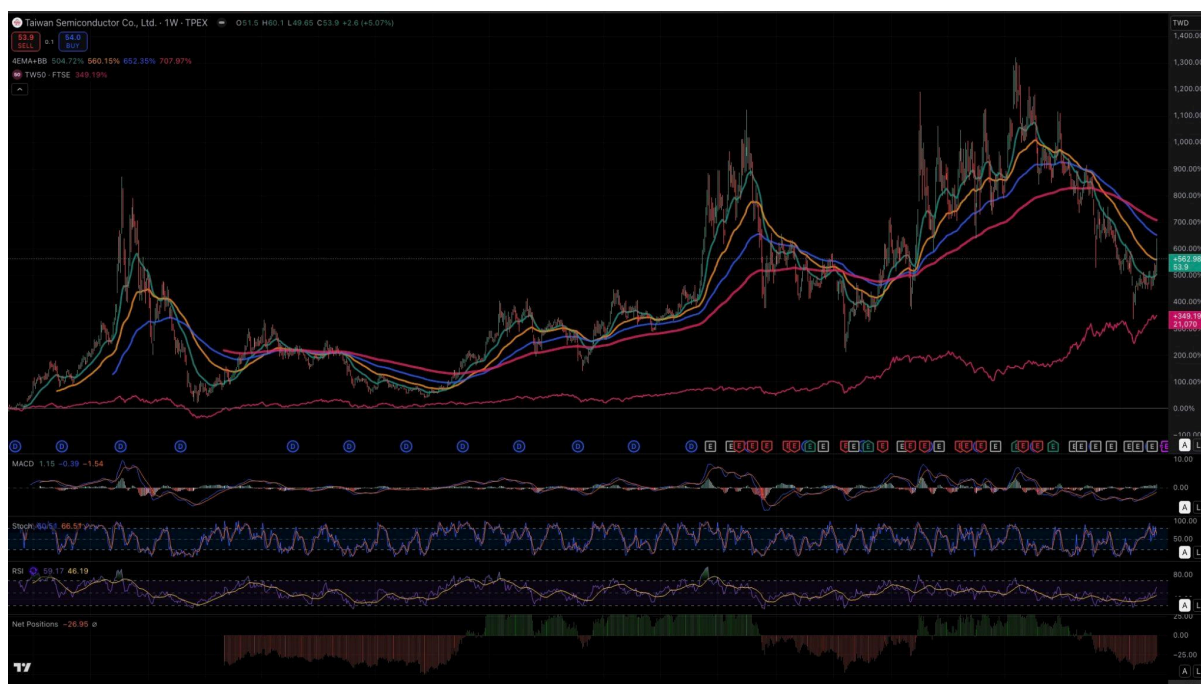 Taiwan Semiconductor Co., Ltd. · 1W · TPEX O51.5 H60.1 L49.65 C53.9 +2.6 (+5.07%)
TWD
53.9
SELL
0.1
54.0
BUY
4EMA+BB 504.72% 560.15% 652.35% 707.97%
TW50 · FTSE 349.19%
1,400.00
1,300.00
1,200.00
1,100.00
1,000.00
900.00%
800.00%
700.00%
600.00%
+562.98
53.9
500.00%
400.00%
+349.19
21,070
300.00%
200.00%
100.00%
0.00%
−100.00
D D D D D D D D D D D D E E E E E E E E E E E E E E E E E E E E E E E E E E E
A L
MACD 1.15 −0.39 −1.54
10.00
0.00
A L
Stoch 66.51
100.00
50.00
A L
RSI 59.17 46.19
80.00
A L
Net Positions −26.95 ø
25.00
0.00
−25.00
A L